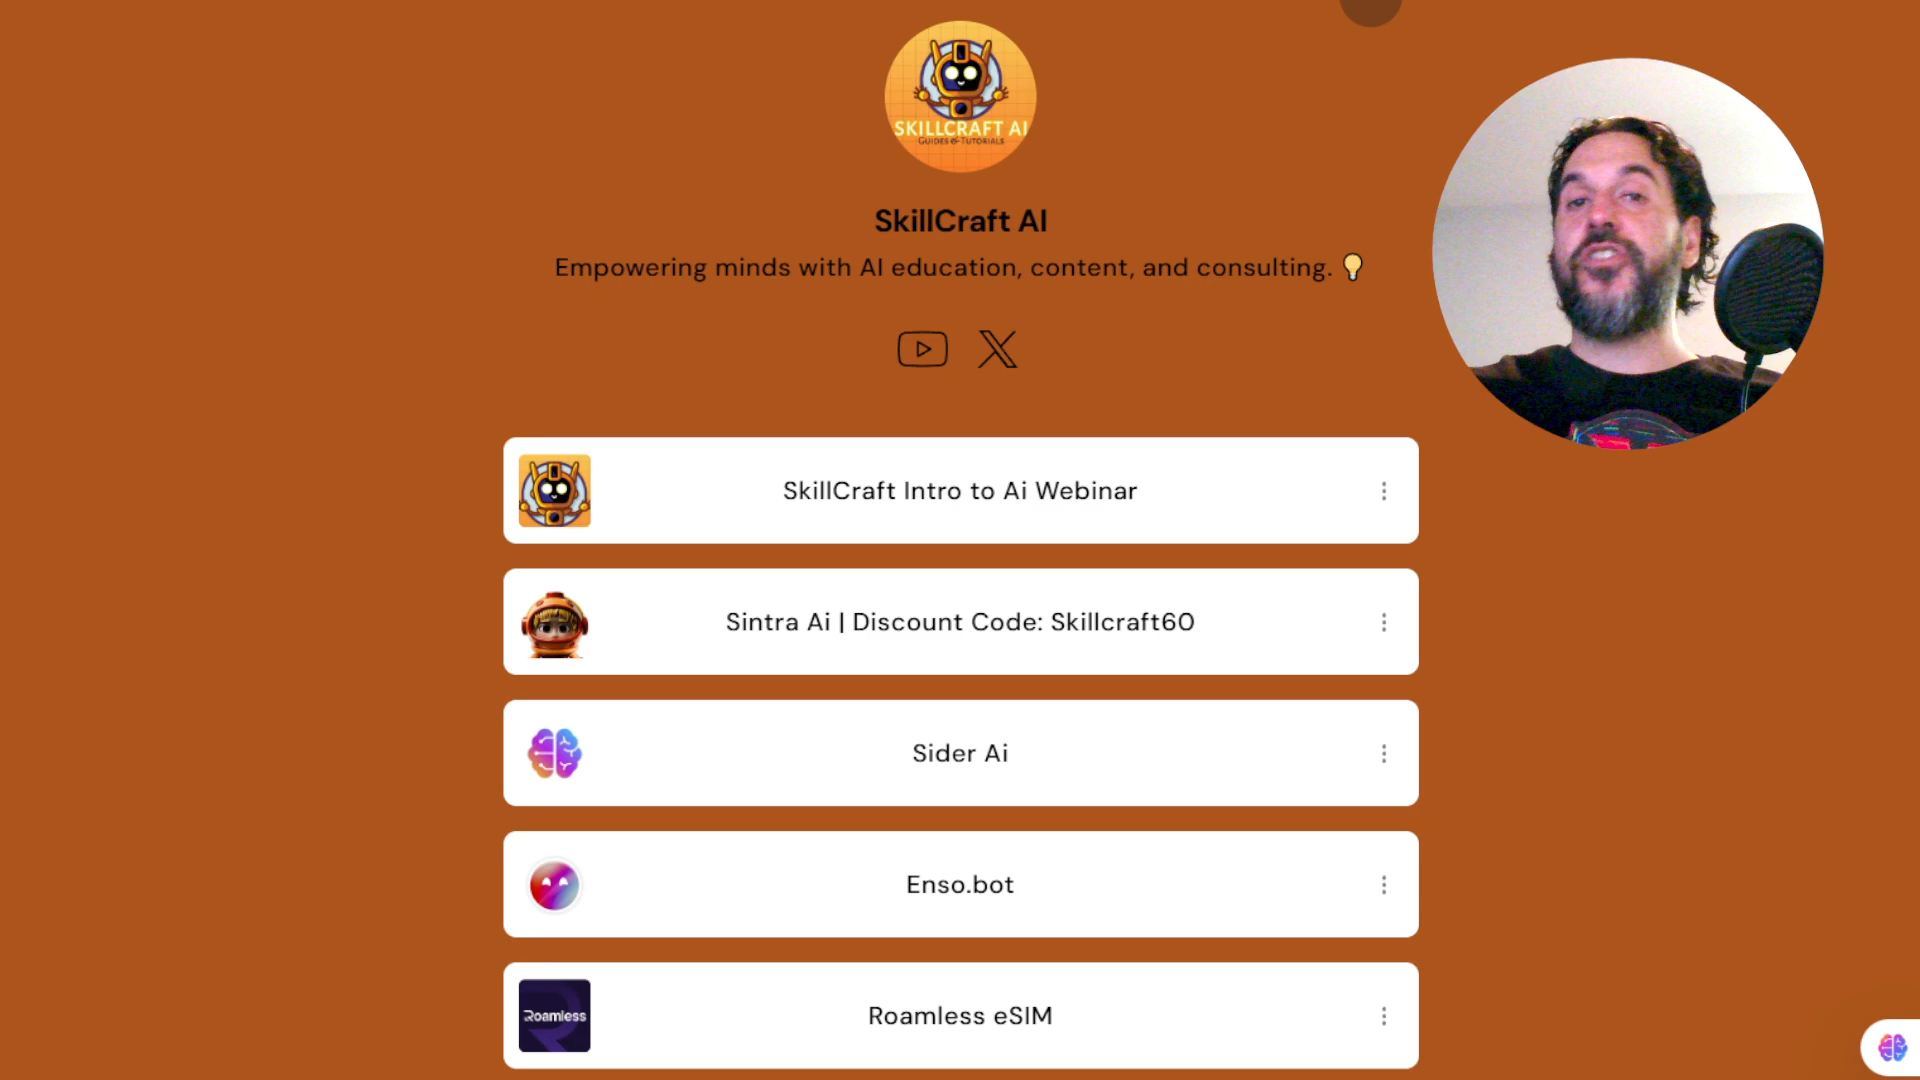 SKILLCRAFT AI
GUIDES & TUTORIALS
SkillCraft AI
Empowering minds with AI education, content, and consulting. 💡
SkillCraft Intro to Ai Webinar
Sintra Ai | Discount Code: Skillcraft60
Sider Ai
Enso.bot
Roamless
Roamless eSIM